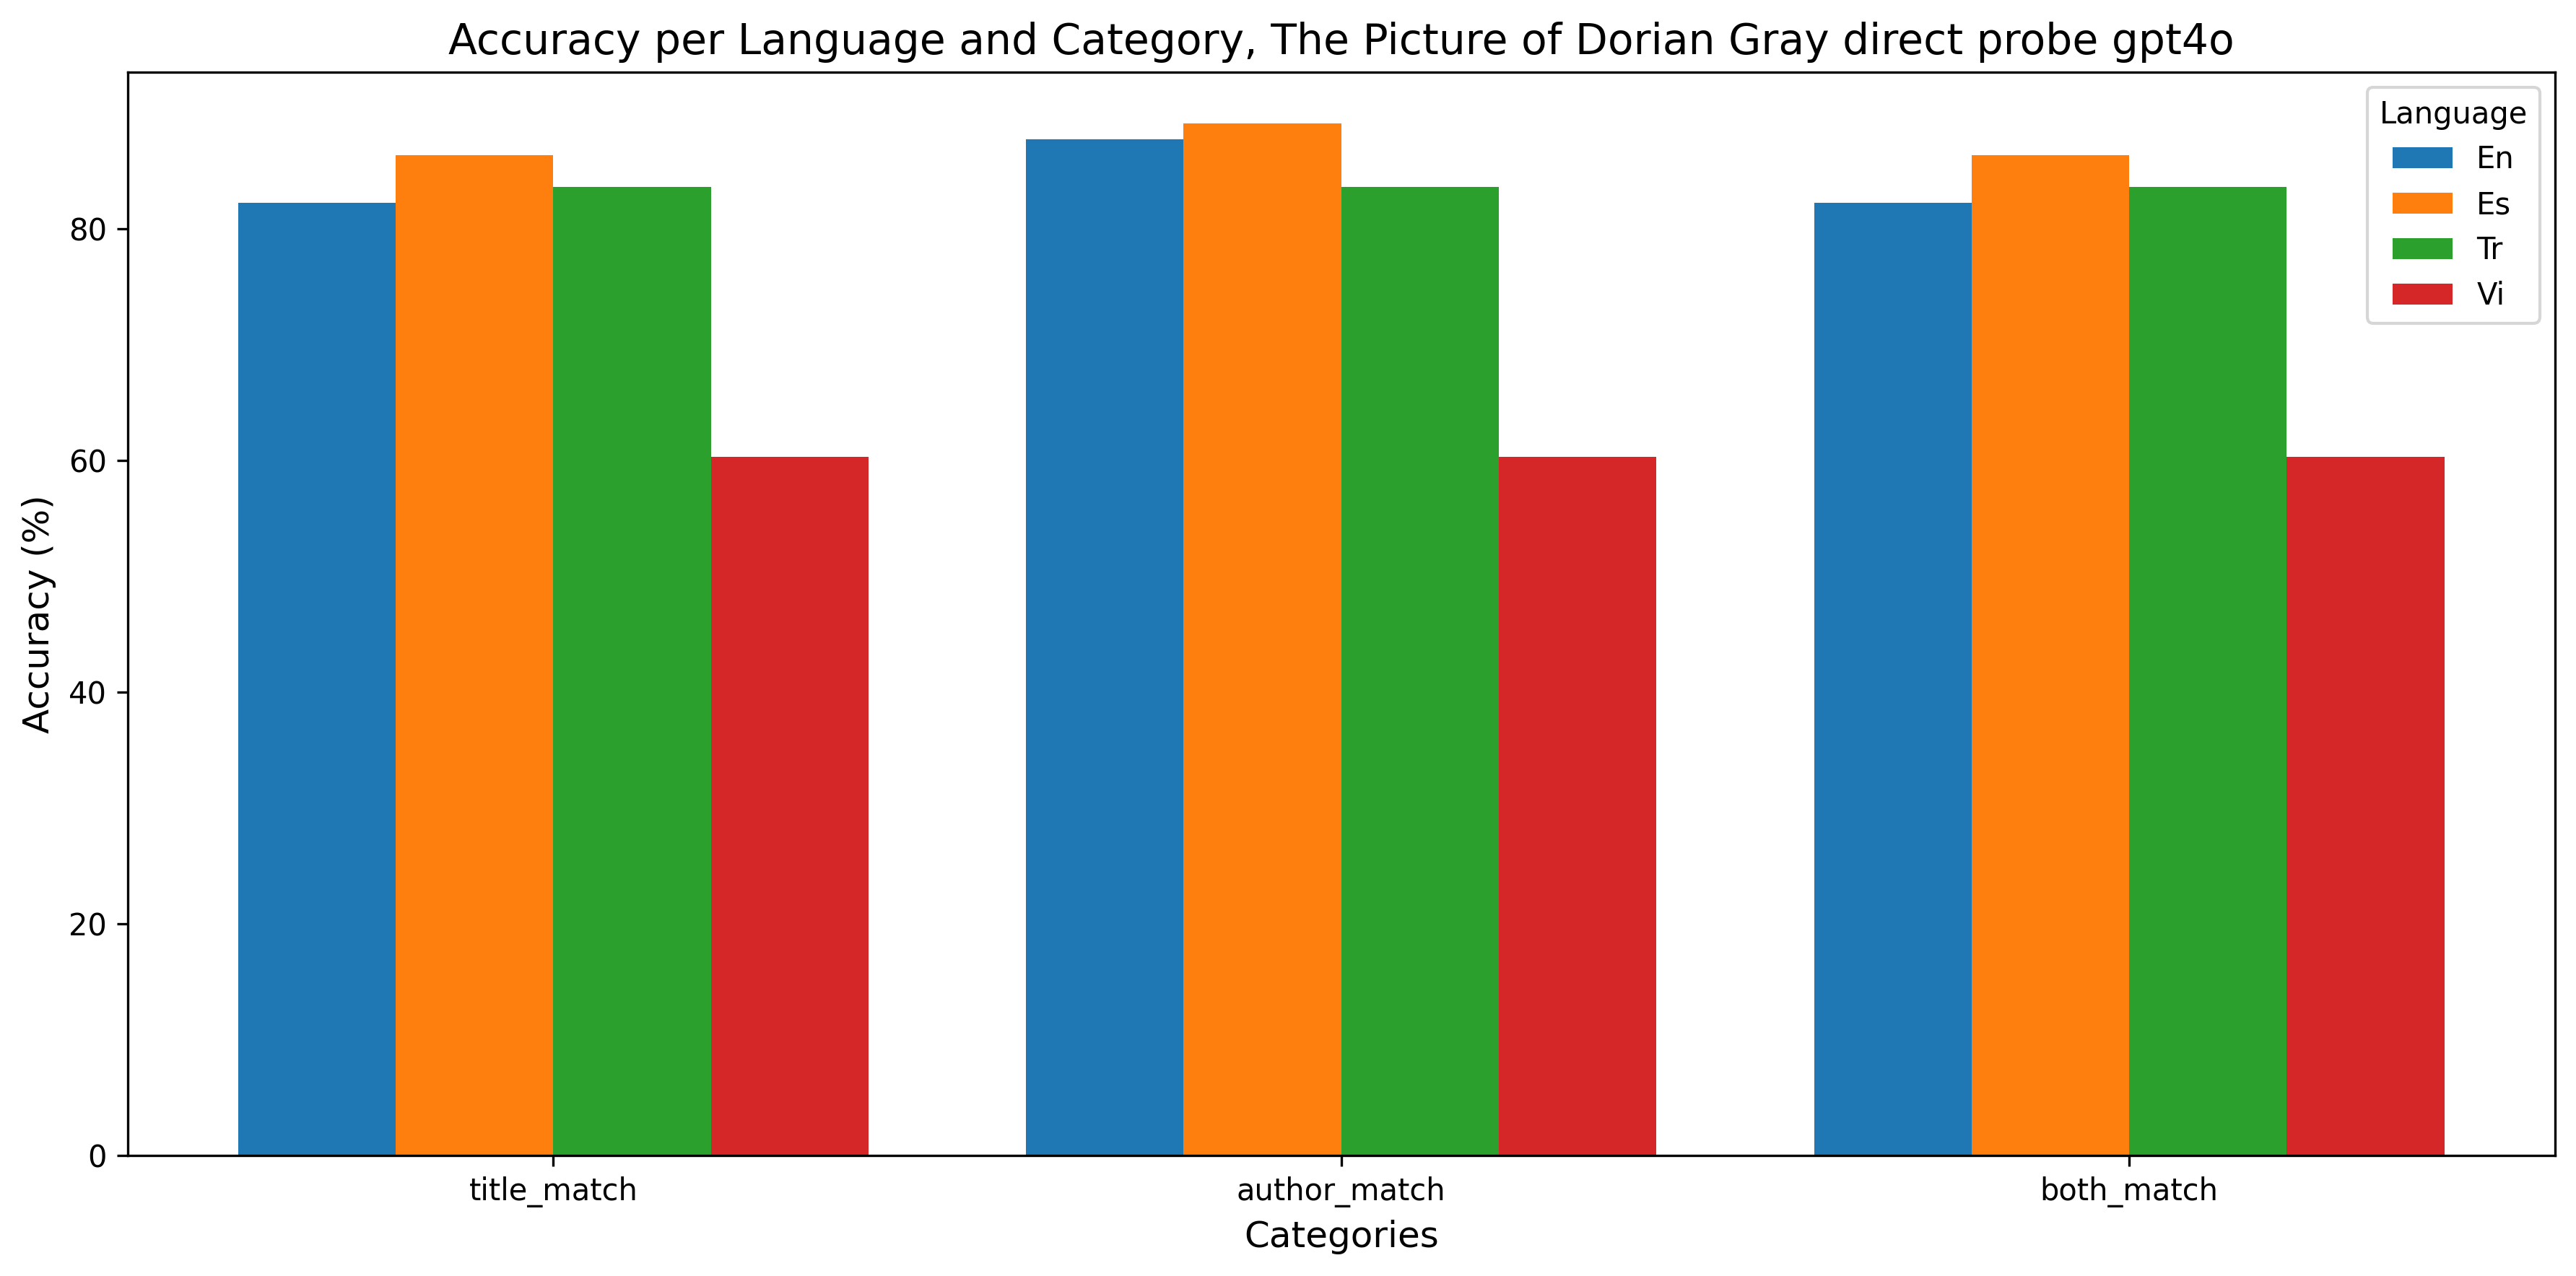 Accuracy per Language and Category, The Picture of Dorian Gray direct probe gpt4o
Language
En
Es
Tr
Vi
Accuracy (%)
80
60
40
20
0
title_match
author_match
both_match
Categories